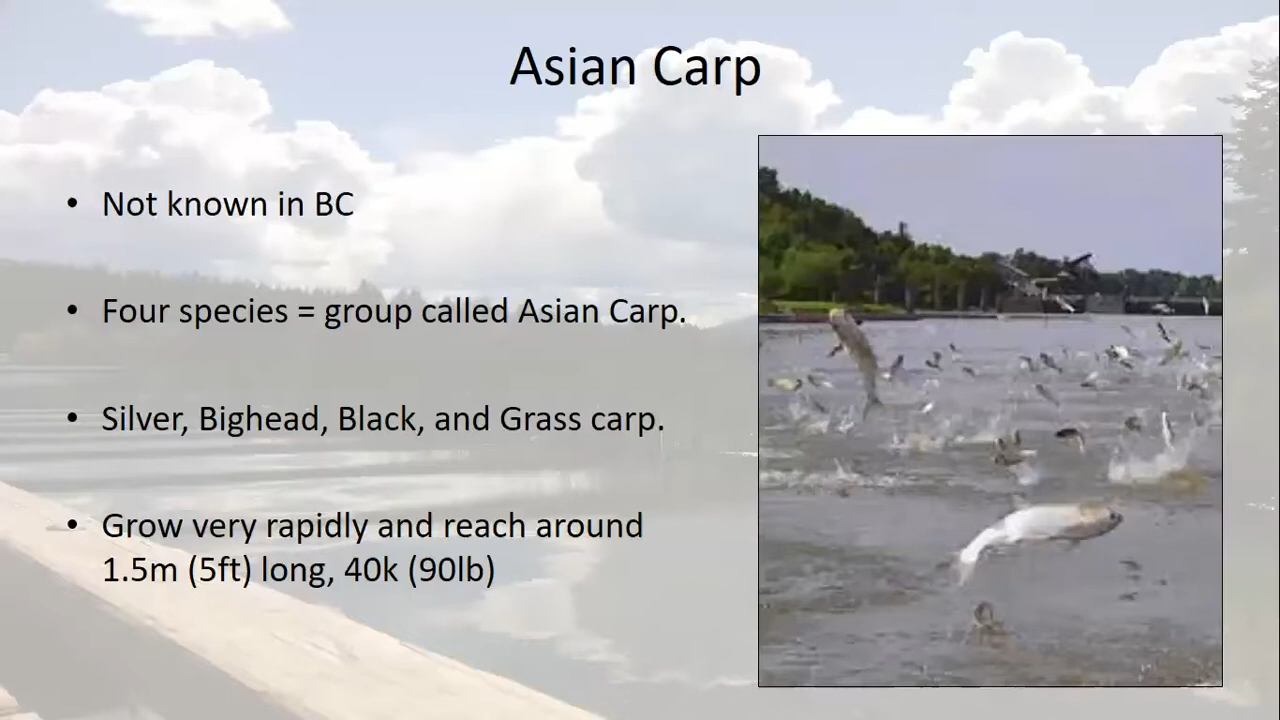 Asian Carp
• Not known in BC
• Four species = group called Asian Carp.
• Silver, Bighead, Black, and Grass carp.
• Grow very rapidly and reach around
1.5m (5ft) long, 40k (90lb)